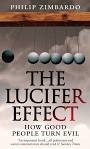 PHILIP ZIMBARDO
THE
LUCIFER
EFFECT
HOW GOOD
PEOPLE TURN EVIL